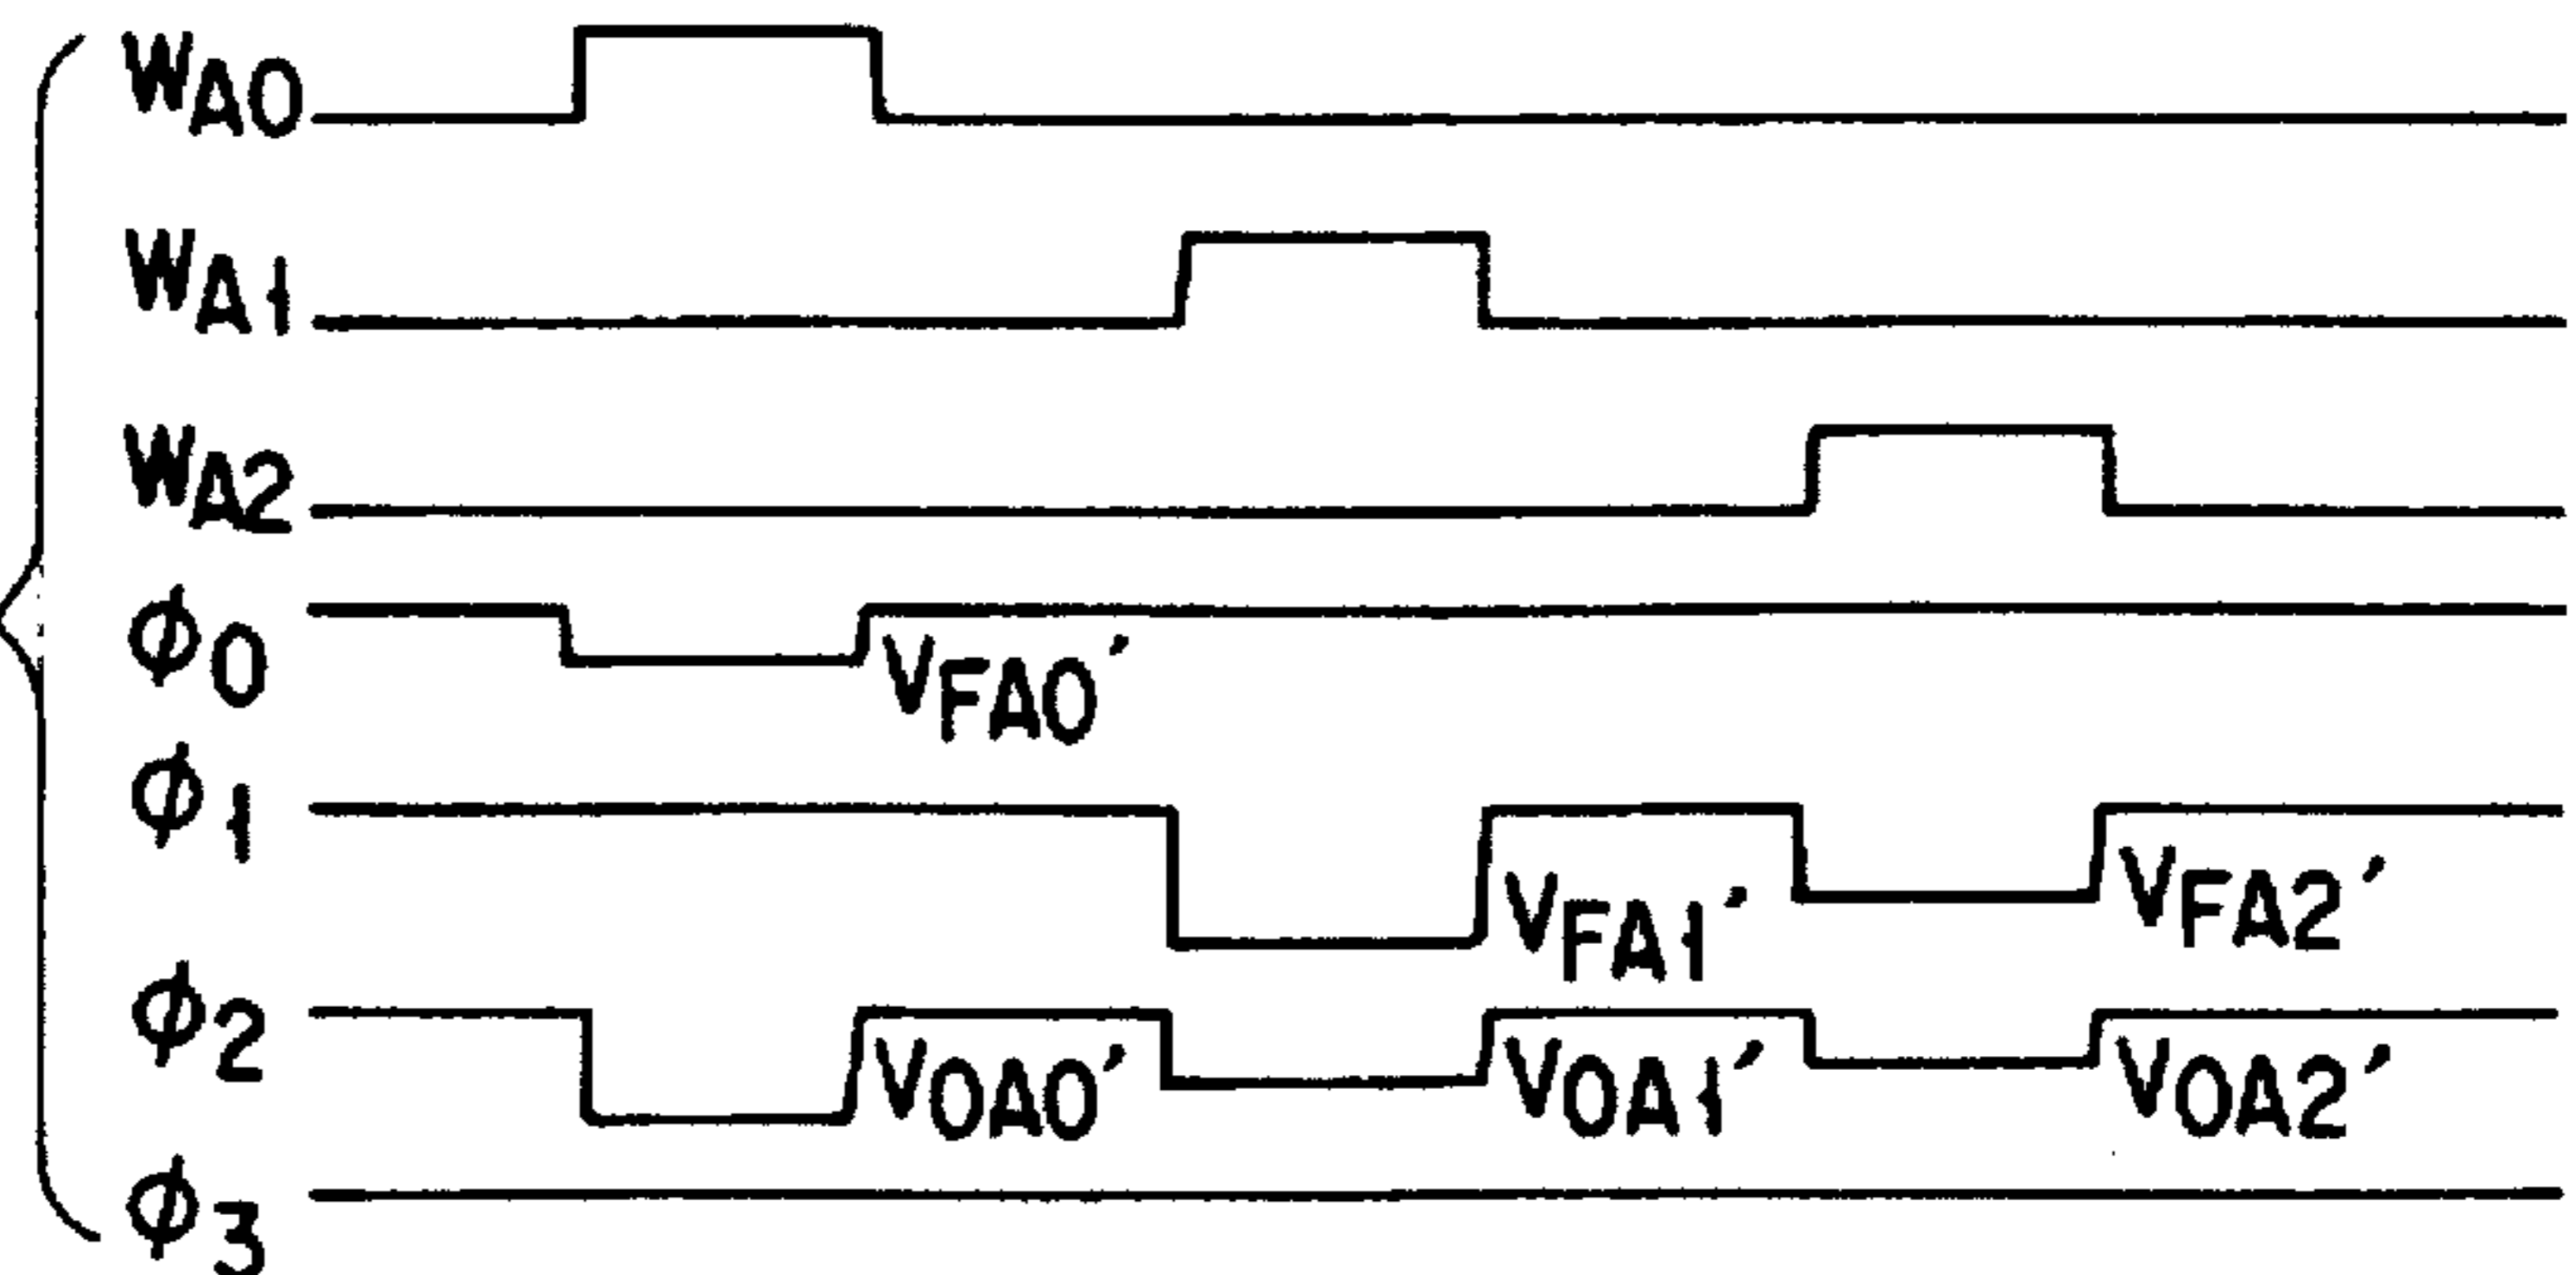 WA0
WA1
WA2
ϕ0
VFA0′
ϕ1
VFA1′ VFA2′
ϕ2
VOA0′ VOA1′ VOA2′
ϕ3